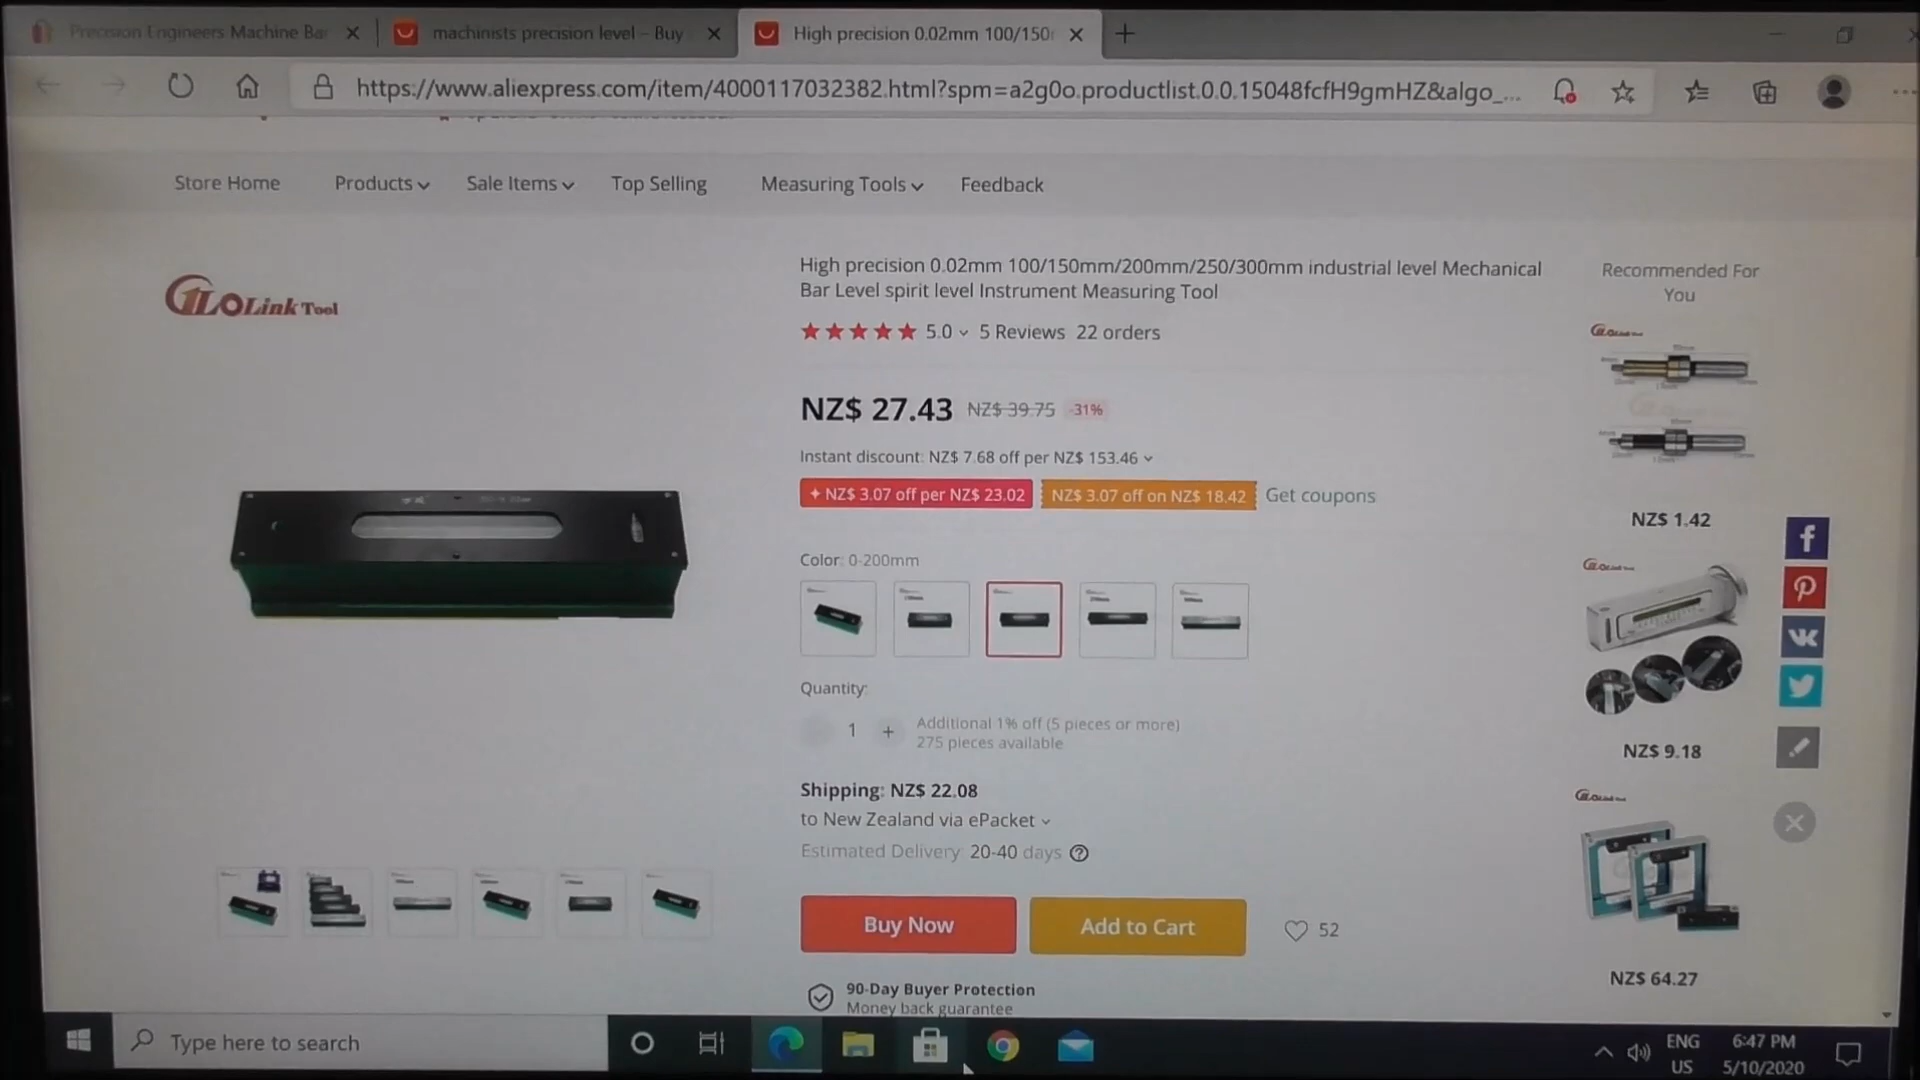 Precision Engineers Machine Bar
machinists precision level – Buy
High precision 0.02mm 100/150
https://www.aliexpress.com/item/4000117032382.html?spm=a2g0o.productlist.0.0.15048fcfH9gmHZ&algo_...
Store Home
Products
Sale Items
Top Selling
Measuring Tools
Feedback
GLOLink Tool
High precision 0.02mm 100/150mm/200mm/250/300mm industrial level Mechanical
Bar Level spirit level Instrument Measuring Tool
5.0
5 Reviews
22 orders
NZ$ 27.43
NZ$ 39.75
-31%
Instant discount: NZ$ 7.68 off per NZ$ 153.46
NZ$ 3.07 off per NZ$ 23.02
NZ$ 3.07 off on NZ$ 18.42
Get coupons
Color: 0-200mm
Quantity:
1
+
Additional 1% off (5 pieces or more)
275 pieces available
Shipping: NZ$ 22.08
to New Zealand via ePacket
Estimated Delivery 20-40 days
Buy Now
Add to Cart
52
90-Day Buyer Protection
Money back guarantee
Recommended For
You
NZ$ 1.42
NZ$ 9.18
NZ$ 64.27
Type here to search
ENG
US
6:47 PM
5/10/2020